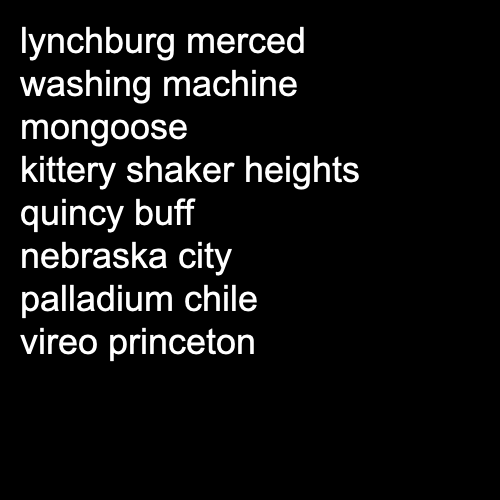 lynchburg merced
washing machine
mongoose
kittery shaker heights
quincy buff
nebraska city
palladium chile
vireo princeton